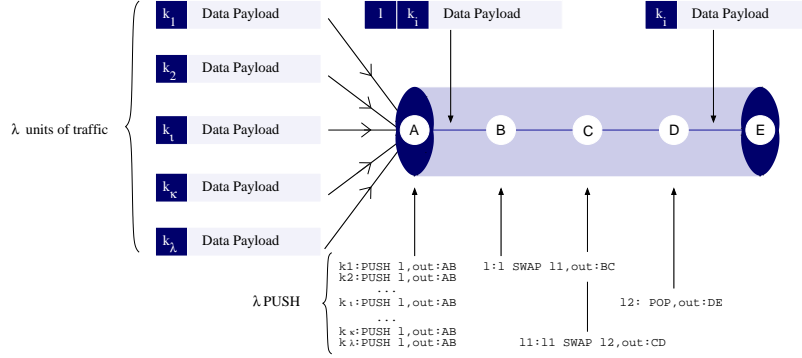 k1 Data Payload
l ki Data Payload
ki Data Payload
k2 Data Payload
λ units of traffic
kι Data Payload
A B C D E
kκ Data Payload
kλ Data Payload
λ PUSH
k1:PUSH l,out:AB
k2:PUSH l,out:AB
...
kι:PUSH l,out:AB
...
kκ:PUSH l,out:AB
kλ:PUSH l,out:AB
l:l SWAP l1,out:BC
l1:l1 SWAP l2,out:CD
l2: POP,out:DE